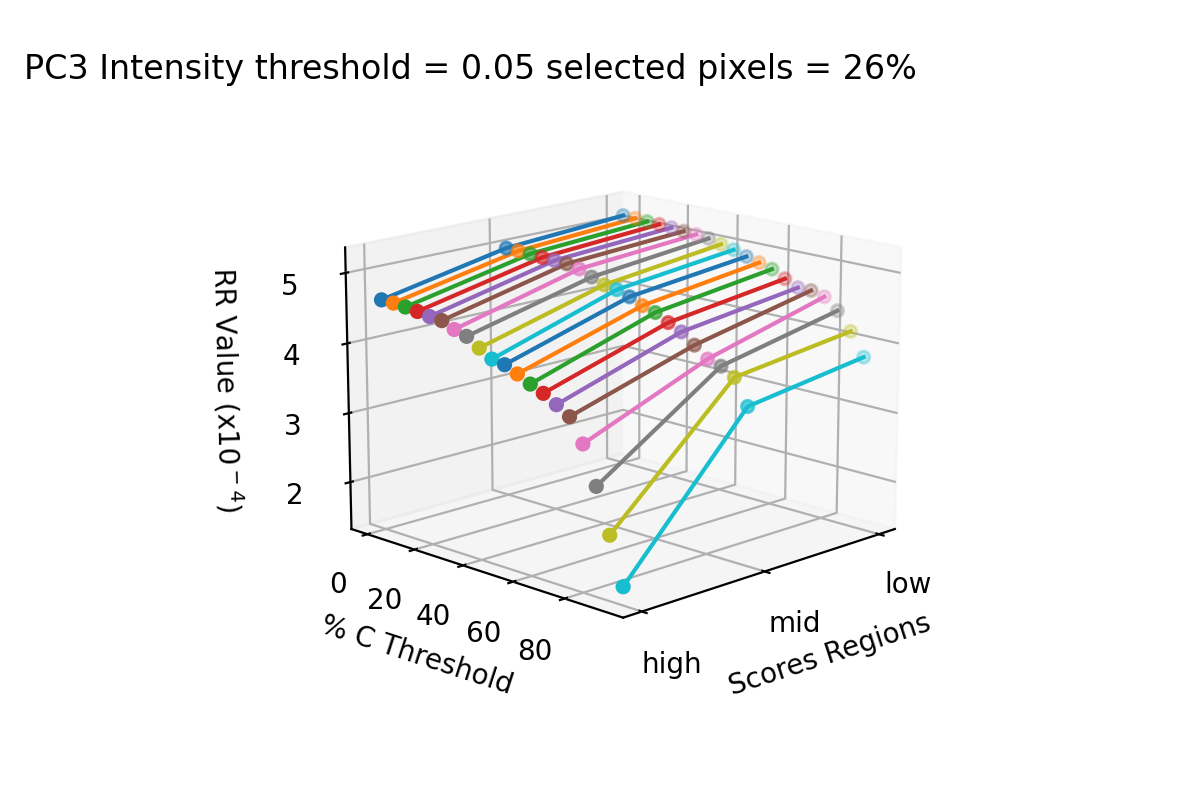 PC3 Intensity threshold = 0.05 selected pixels = 26%
RR Value (x10⁻⁴)
5
4
3
2
0
20
40
60
80
% C Threshold
high
mid
low
Scores Regions